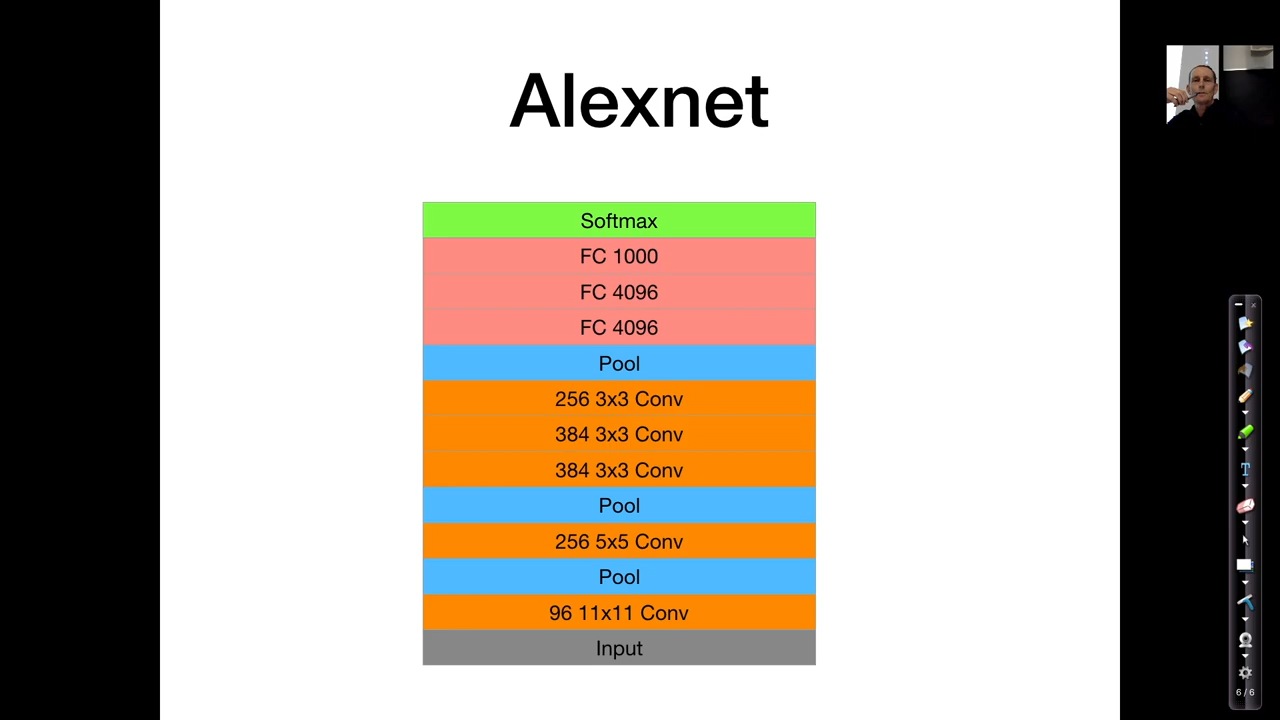 Alexnet
Softmax
FC 1000
FC 4096
FC 4096
Pool
256 3x3 Conv
384 3x3 Conv
384 3x3 Conv
Pool
256 5x5 Conv
Pool
96 11x11 Conv
Input
T
6 / 6